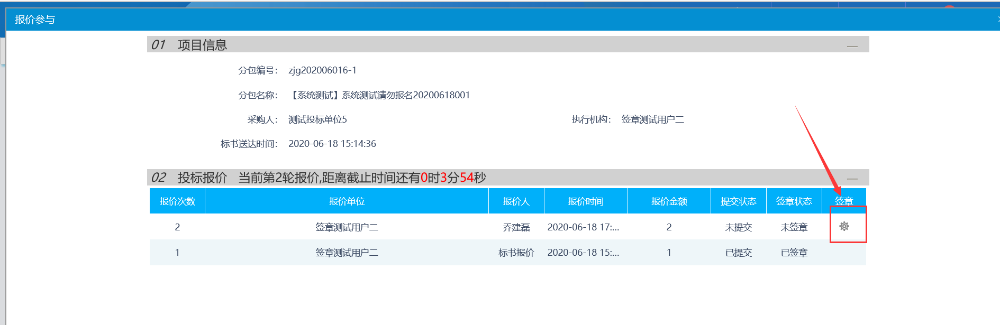 报价参与
01 项目信息
分包编号： zjg202006016-1
分包名称： 【系统测试】系统测试请勿报名20200618001
采购人： 测试投标单位5 执行机构： 签章测试用户二
标书送达时间： 2020-06-18 15:14:36
02 投标报价 当前第2轮报价,距离截止时间还有0时3分54秒
报价次数 报价单位 报价人 报价时间 报价金额 提交状态 签章状态 签章
2 签章测试用户二 乔建磊 2020-06-18 17:... 2 未提交 未签章
1 签章测试用户二 标书报价 2020-06-18 15:... 1 已提交 已签章